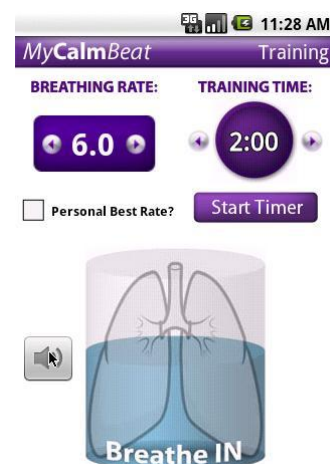 3G 11:28 AM
MyCalmBeat Training
BREATHING RATE: TRAINING TIME:
6.0 2:00
Personal Best Rate? Start Timer
Breathe IN